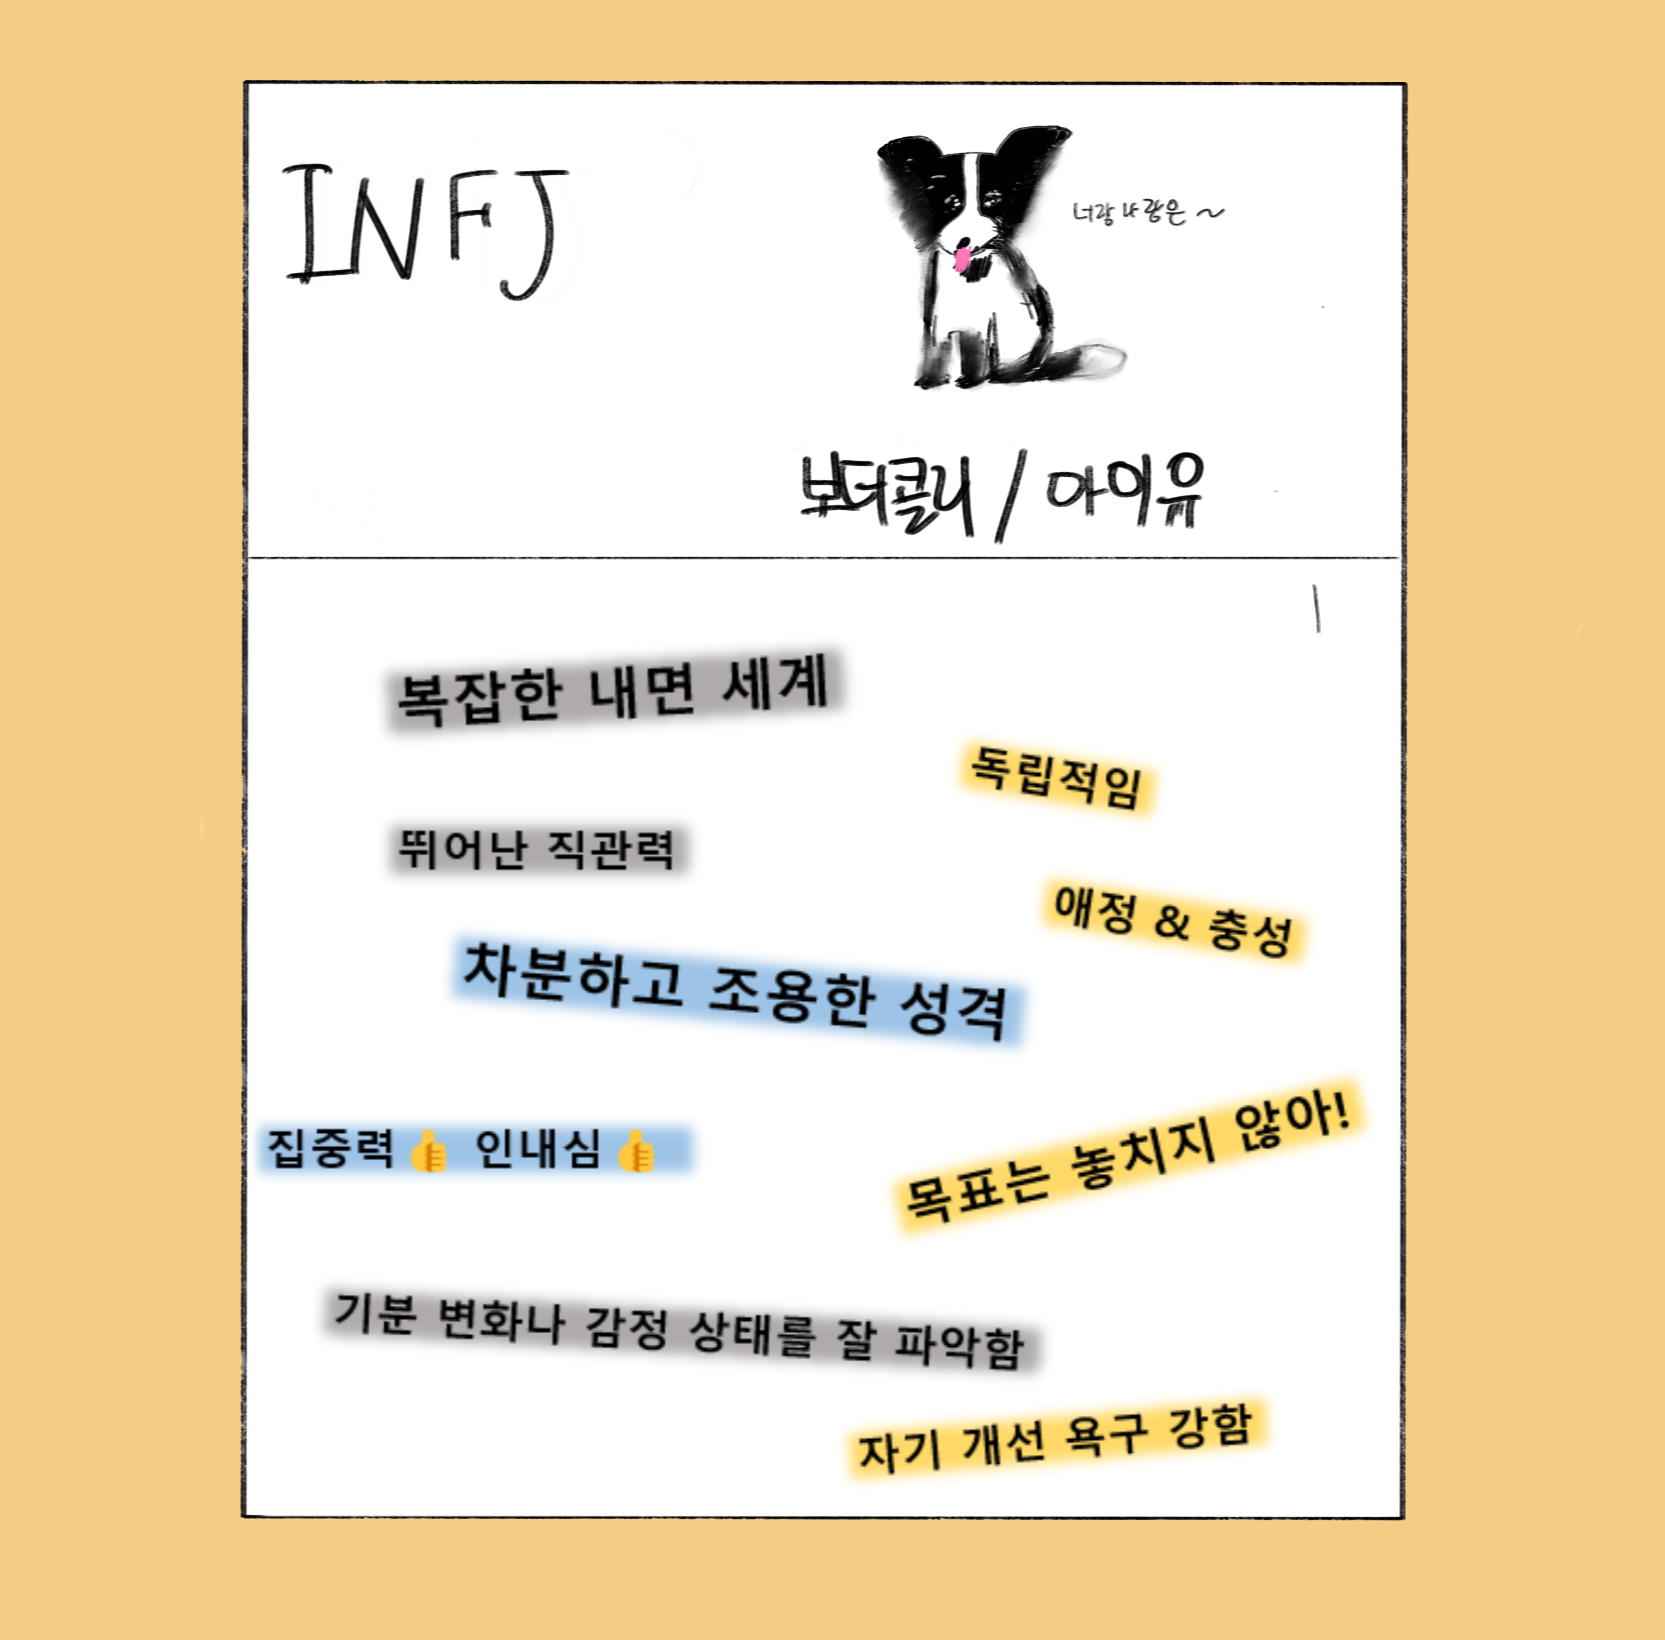 INFJ
너랑 나랑은 ~
보더콜리 / 아이유
복잡한 내면 세계
독립적임
뛰어난 직관력
애정 & 충성
차분하고 조용한 성격
집중력👍 인내심👍
목표는 놓치지 않아!
기분 변화나 감정 상태를 잘 파악함
자기 개선 욕구 강함